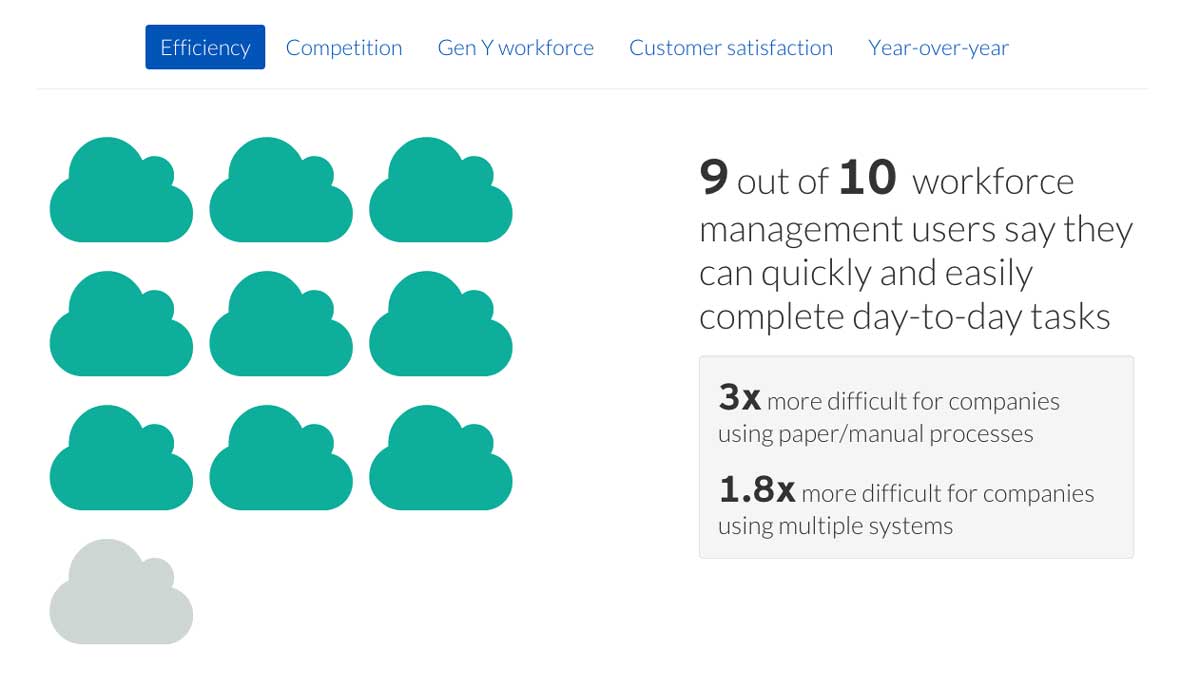 Efficiency Competition Gen Y workforce Customer satisfaction Year-over-year
9 out of 10 workforce
management users say they
can quickly and easily
complete day-to-day tasks
3x more difficult for companies
using paper/manual processes
1.8x more difficult for companies
using multiple systems